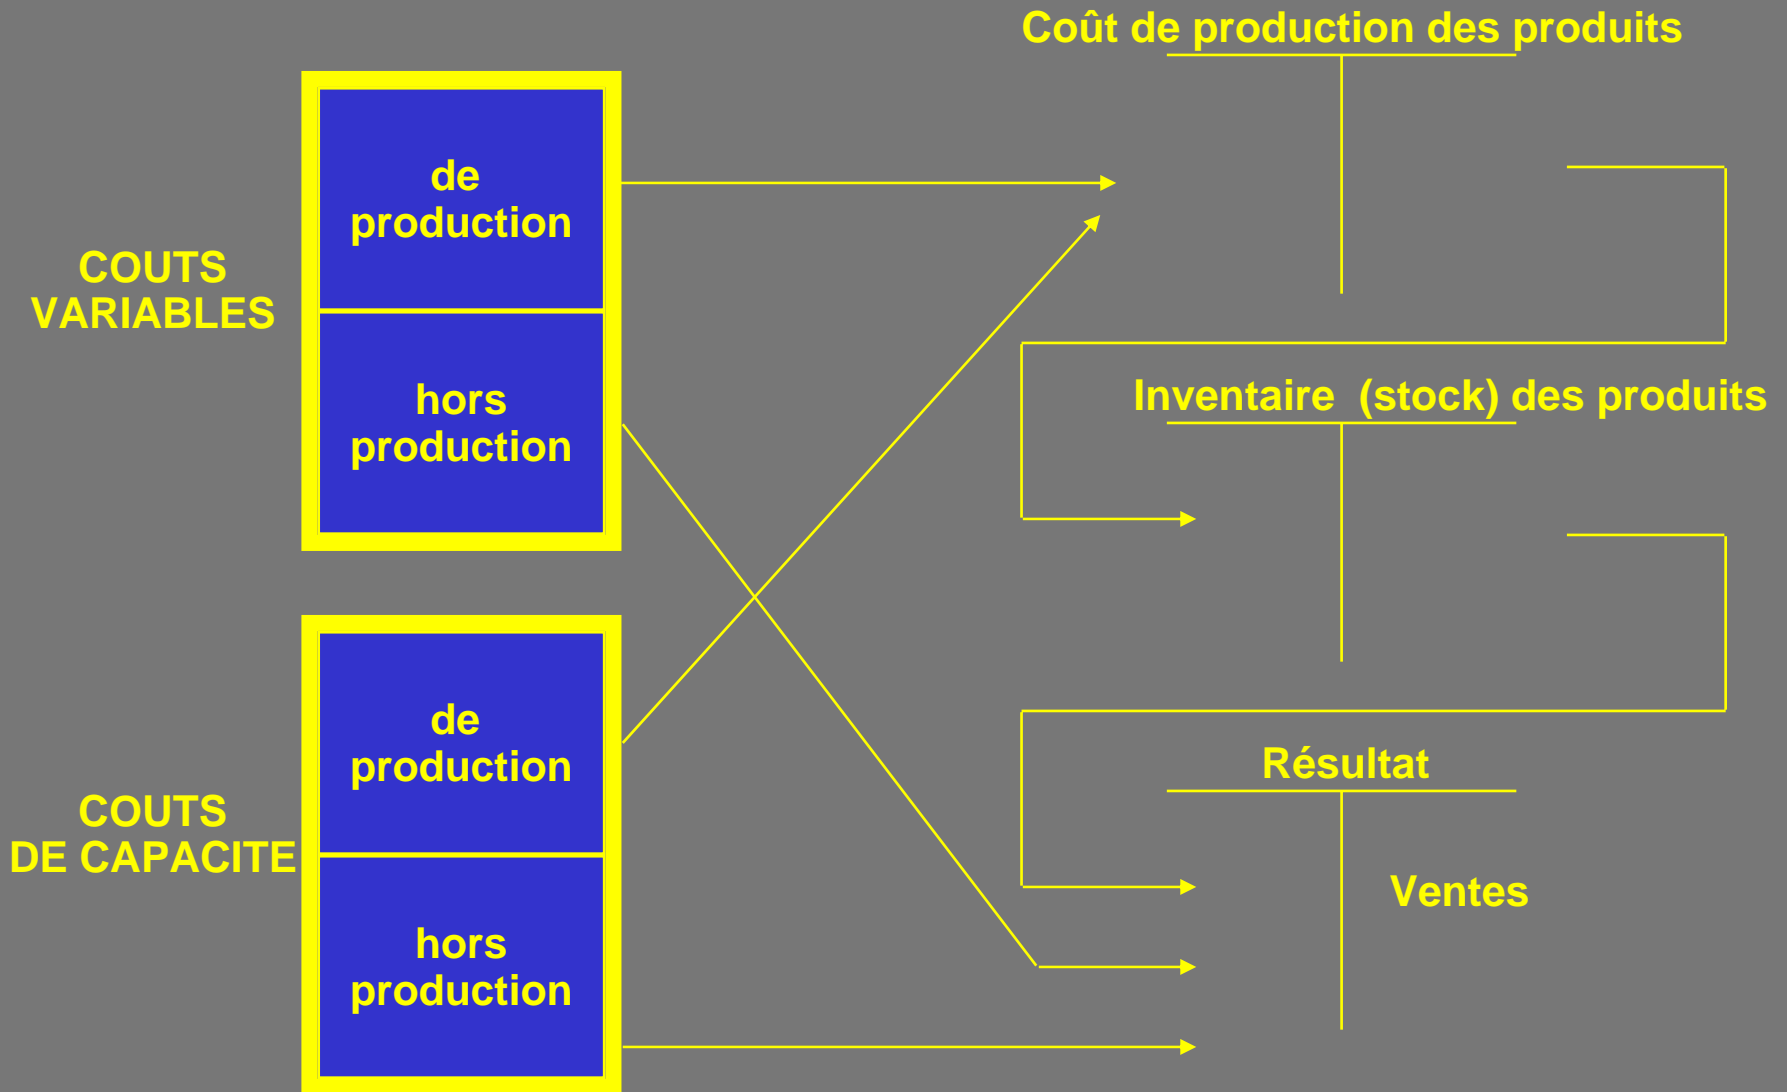 Coût de production des produits
de
production
COUTS
VARIABLES
hors
production
Inventaire  (stock) des produits
de
production
COUTS
DE CAPACITE
hors
production
Résultat
Ventes